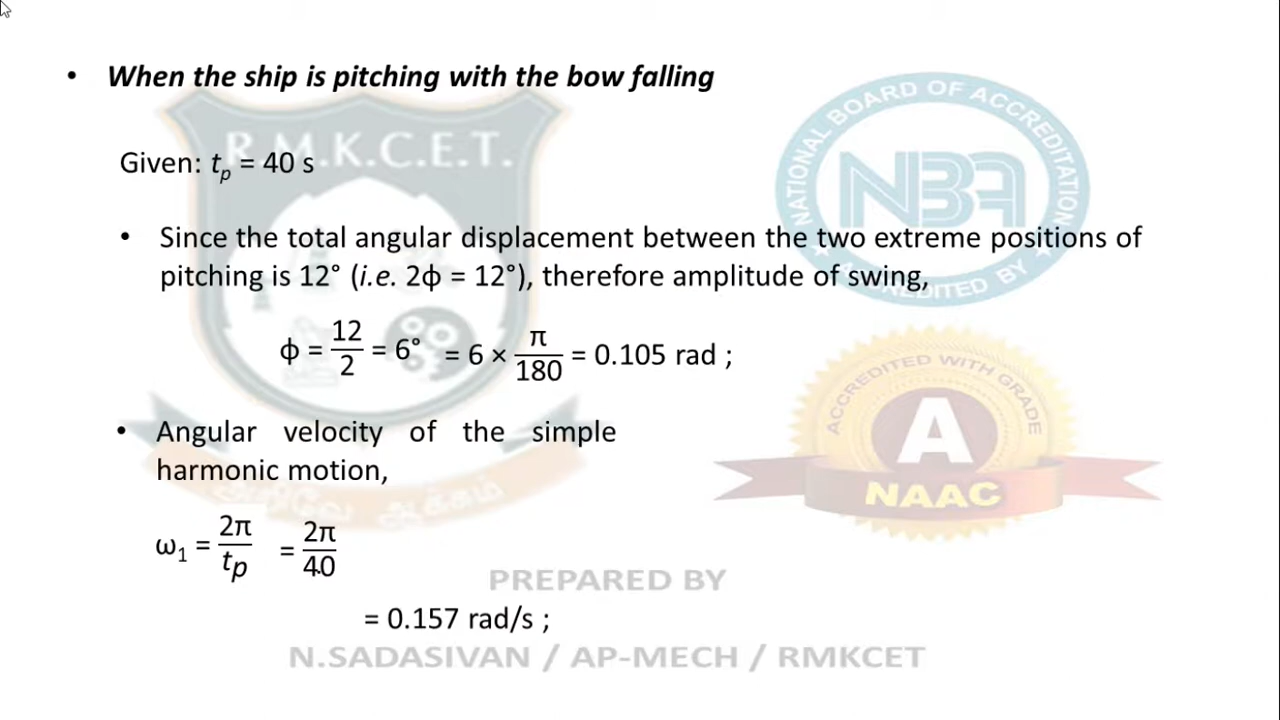 • When the ship is pitching with the bow falling
R.M.K.C.E.T.
NATIONAL BOARD OF ACCREDITATION
NBA
Given: tₚ = 40 s
• Since the total angular displacement between the two extreme positions of
pitching is 12° (i.e. 2ϕ = 12°), therefore amplitude of swing,
ACCREDITED BY
ϕ = 12/2 = 6° = 6 × π/180 = 0.105 rad ;
ACCREDITED WITH GRADE
A
NAAC
• Angular velocity of the simple
harmonic motion,
ω₁ = 2π/tₚ = 2π/40
PREPARED BY
= 0.157 rad/s ;
N.SADASIVAN / AP-MECH / RMKCET